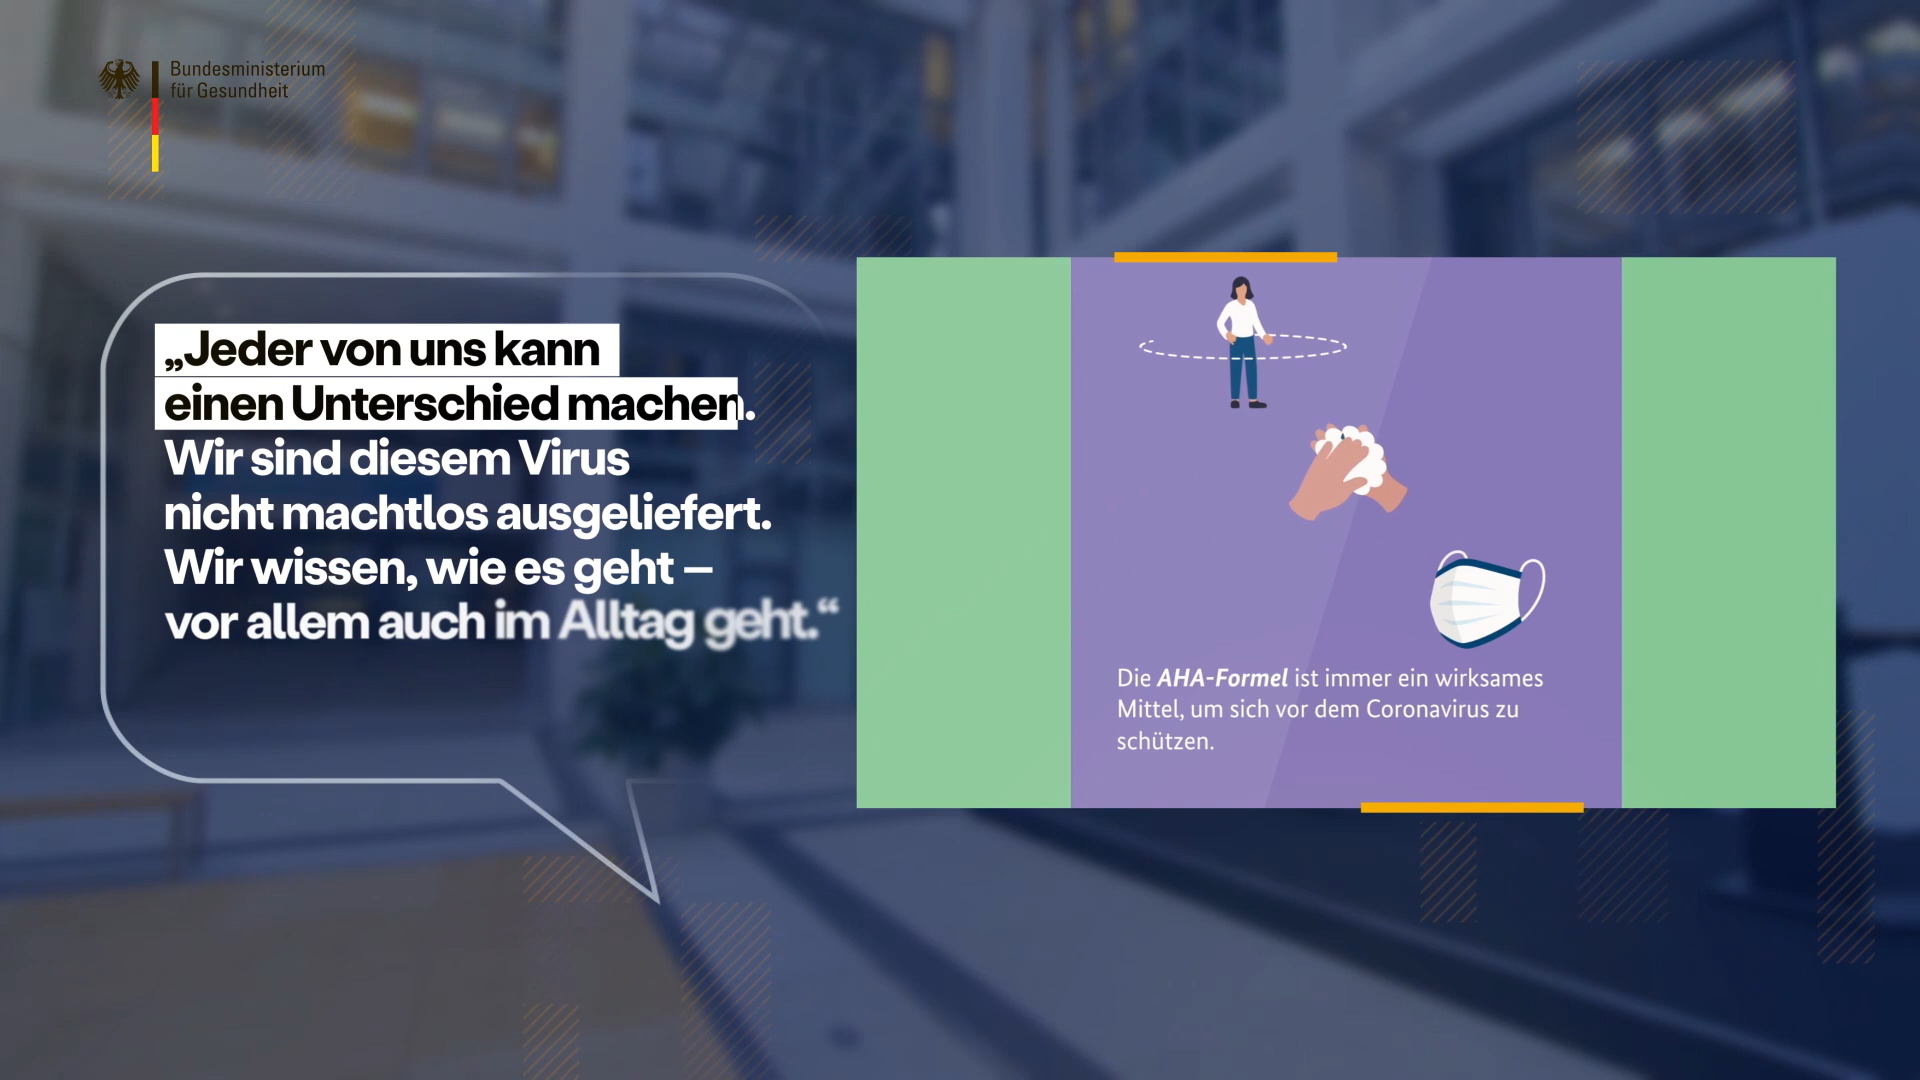 Bundesministerium
für Gesundheit
„Jeder von uns kann
einen Unterschied machen.
Wir sind diesem Virus
nicht machtlos ausgeliefert.
Wir wissen, wie es geht –
vor allem auch im Alltag geht.“
Die AHA-Formel ist immer ein wirksames
Mittel, um sich vor dem Coronavirus zu
schützen.